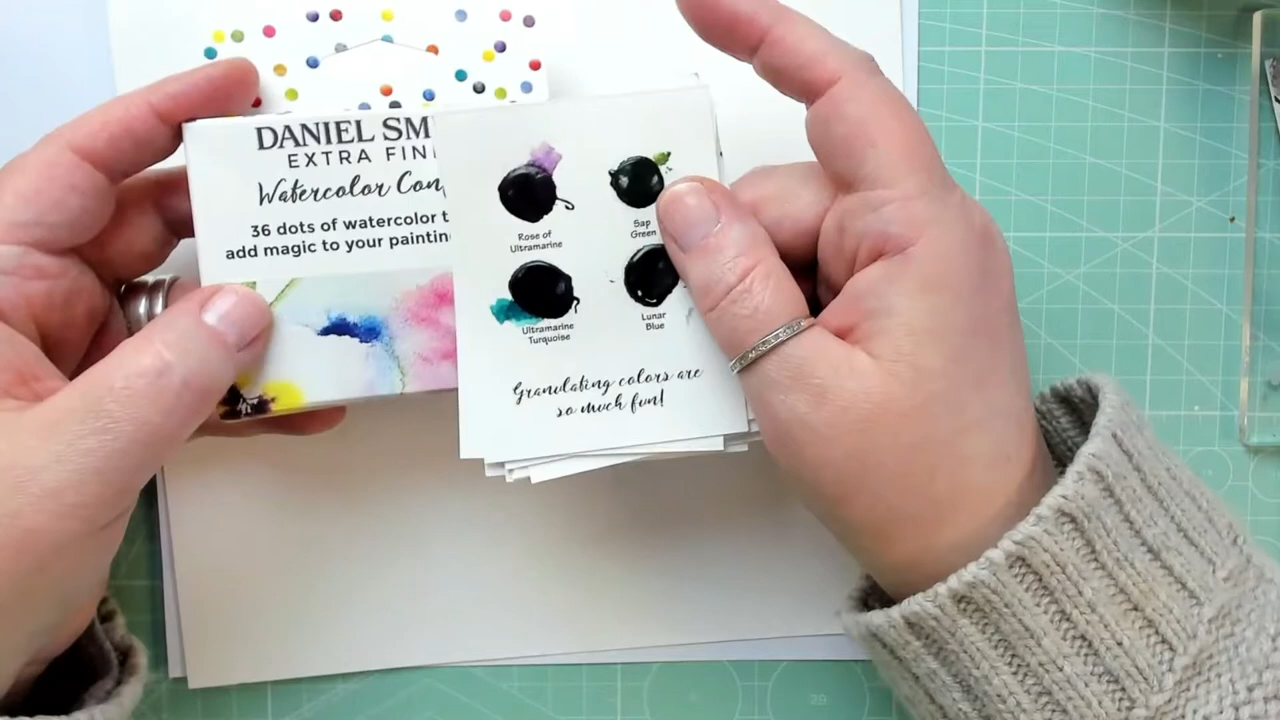 DANIEL SM
EXTRA FIN
Watercolor Con
36 dots of watercolor t
add magic to your paintin
Rose of
Ultramarine
Sap
Green
Ultramarine
Turquoise
Lunar
Blue
Granulating colors are
so much fun!